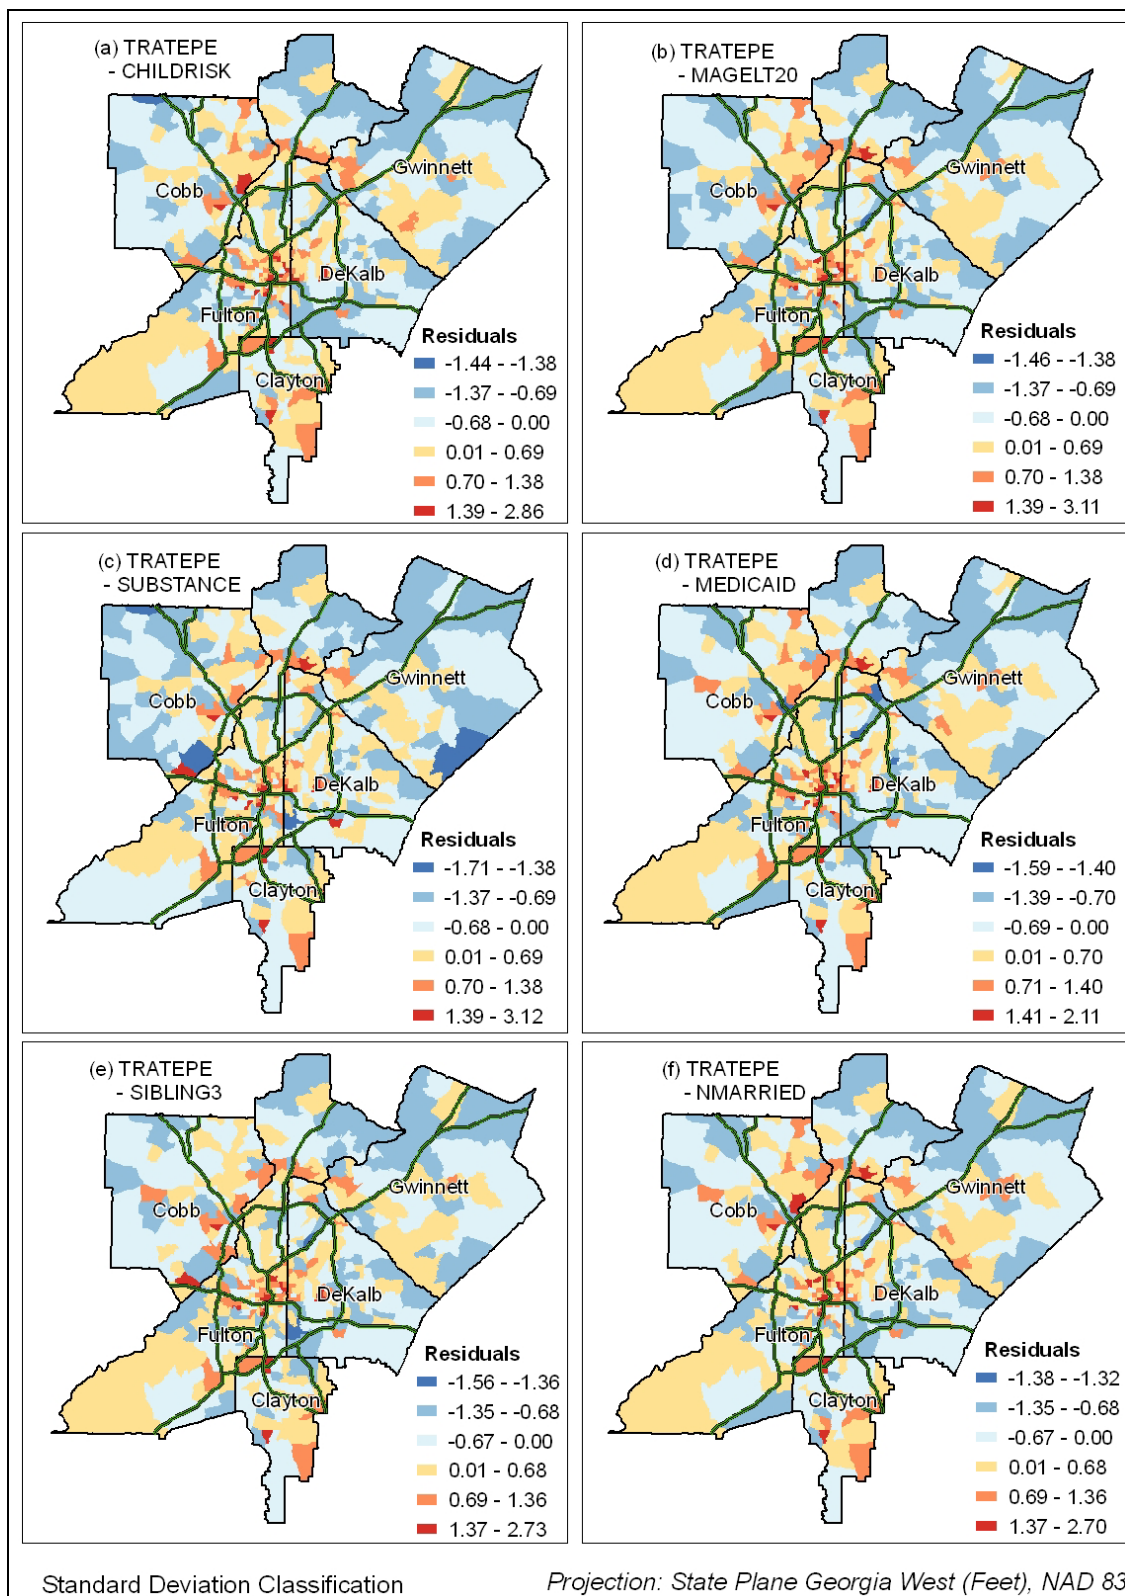 (a) TRATEPE
- CHILDRISK
Cobb
Gwinnett
DeKalb
Fulton
Clayton
Residuals
-1.44 - -1.38
-1.37 - -0.69
-0.68 - 0.00
0.01 - 0.69
0.70 - 1.38
1.39 - 2.86
(b) TRATEPE
- MAGELT20
Cobb
Gwinnett
DeKalb
Fulton
Clayton
Residuals
-1.46 - -1.38
-1.37 - -0.69
-0.68 - 0.00
0.01 - 0.69
0.70 - 1.38
1.39 - 3.11
(c) TRATEPE
- SUBSTANCE
Cobb
Gwinnett
DeKalb
Fulton
Clayton
Residuals
-1.71 - -1.38
-1.37 - -0.69
-0.68 - 0.00
0.01 - 0.69
0.70 - 1.38
1.39 - 3.12
(d) TRATEPE
- MEDICAID
Cobb
Gwinnett
DeKalb
Fulton
Clayton
Residuals
-1.59 - -1.40
-1.39 - -0.70
-0.69 - 0.00
0.01 - 0.70
0.71 - 1.40
1.41 - 2.11
(e) TRATEPE
- SIBLING3
Cobb
Gwinnett
DeKalb
Fulton
Clayton
Residuals
-1.56 - -1.36
-1.35 - -0.68
-0.67 - 0.00
0.01 - 0.68
0.69 - 1.36
1.37 - 2.73
(f) TRATEPE
- NMARRIED
Cobb
Gwinnett
DeKalb
Fulton
Clayton
Residuals
-1.38 - -1.32
-1.35 - -0.68
-0.67 - 0.00
0.01 - 0.68
0.69 - 1.36
1.37 - 2.70
Standard Deviation Classification
Projection: State Plane Georgia West (Feet), NAD 83